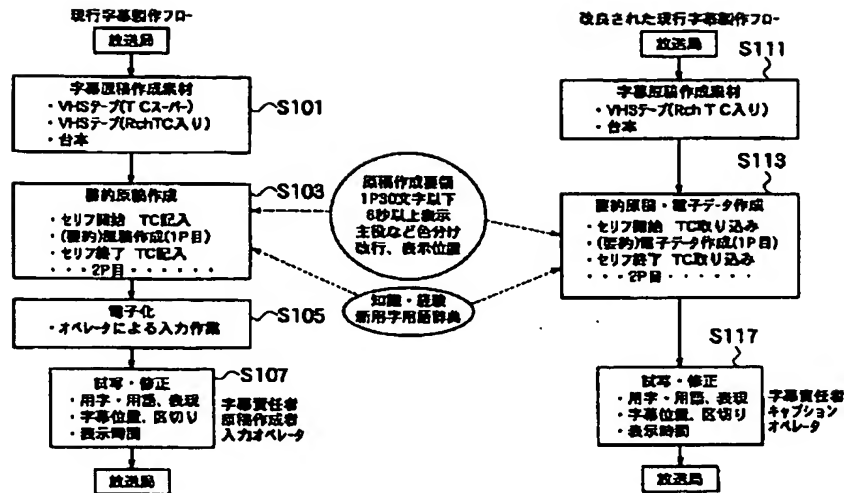 現行字幕製作フロー
放送局
字幕原稿作成素材
・VHSテープ(TCスーパー)
・VHSテープ(RchTC入り)
・台本
S101
要約原稿作成
・セリフ開始 TC記入
・(要約)原稿作成(1P目)
・セリフ終了 TC記入
・・・2P目・・・・・・
S103
電子化
・オペレータによる入力作業
S105
試写・修正
・用字・用語、表現
・字幕位置、区切り
・表示時間
S107
字幕責任者
原稿作成者
入力オペレータ
放送局
原稿作成要領
1P30文字以下
6秒以上表示
主役など色分け
改行、表示位置
知識・経験
新用字用語辞典
改良された現行字幕製作フロー
放送局
S111
字幕原稿作成素材
・VHSテープ(RchTC入り)
・台本
S113
要約原稿・電子データ作成
・セリフ開始 TC取り込み
・(要約)電子データ作成(1P目)
・セリフ終了 TC取り込み
・・・2P目・・・・・・
S117
試写・修正
・用字・用語、表現
・字幕位置、区切り
・表示時間
字幕責任者
キャプション
オペレータ
放送局